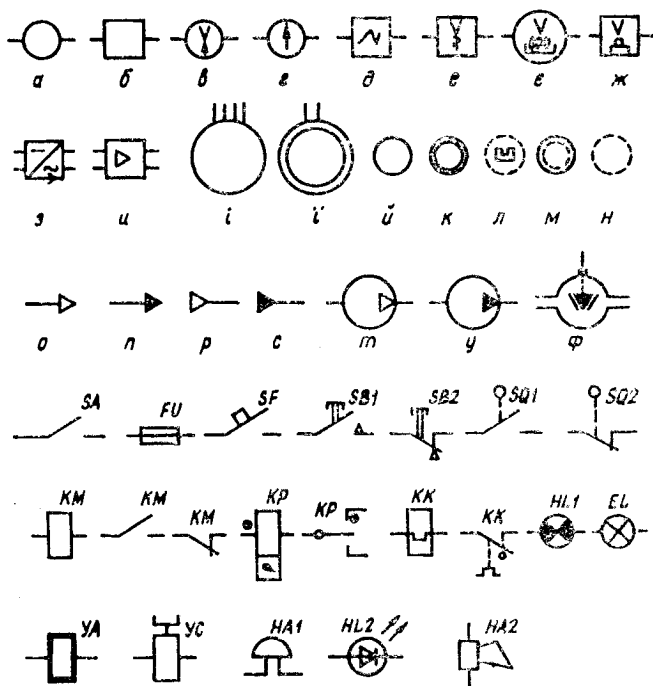 а б в г д е є ж
V V V
з и і ї й к л м н
о п р с т у ф
SA FU SF SB1 SB2 SQ1 SQ2
KM KM KM KP KP KK KK HL1 EL
YA YC HA1 HL2 HA2